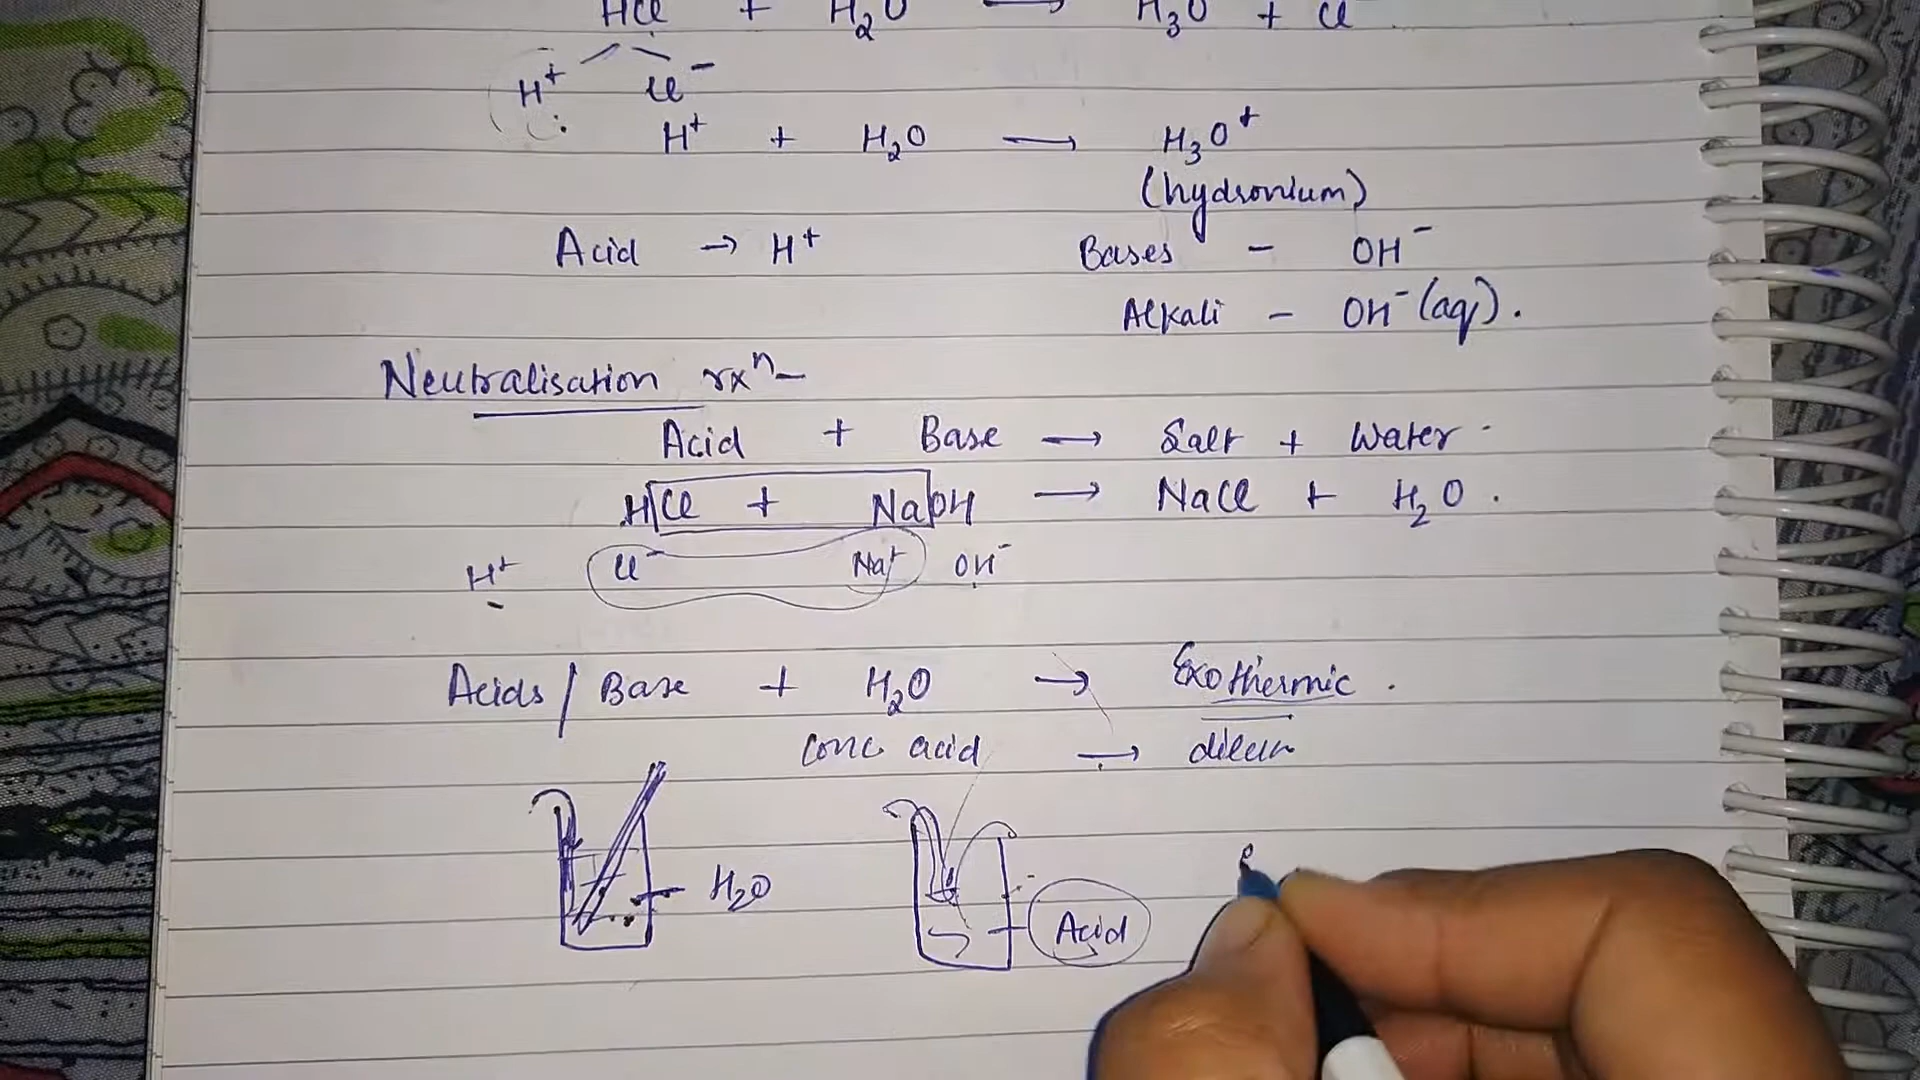 HCl + H₂O → H₃O + Cl
H⁺ Cl⁻
H⁺ + H₂O → H₃O⁺
(hydronium)
Acid → H⁺ Bases – OH⁻
Alkali – OH⁻(aq).
Neutralisation rxⁿ–
Acid + Base → Salt + Water.
HCl + NaOH → NaCl + H₂O.
H⁺ Cl⁻ Na⁺ OH⁻
Acids / Base + H₂O → Exothermic.
conc acid →
H₂O Acid